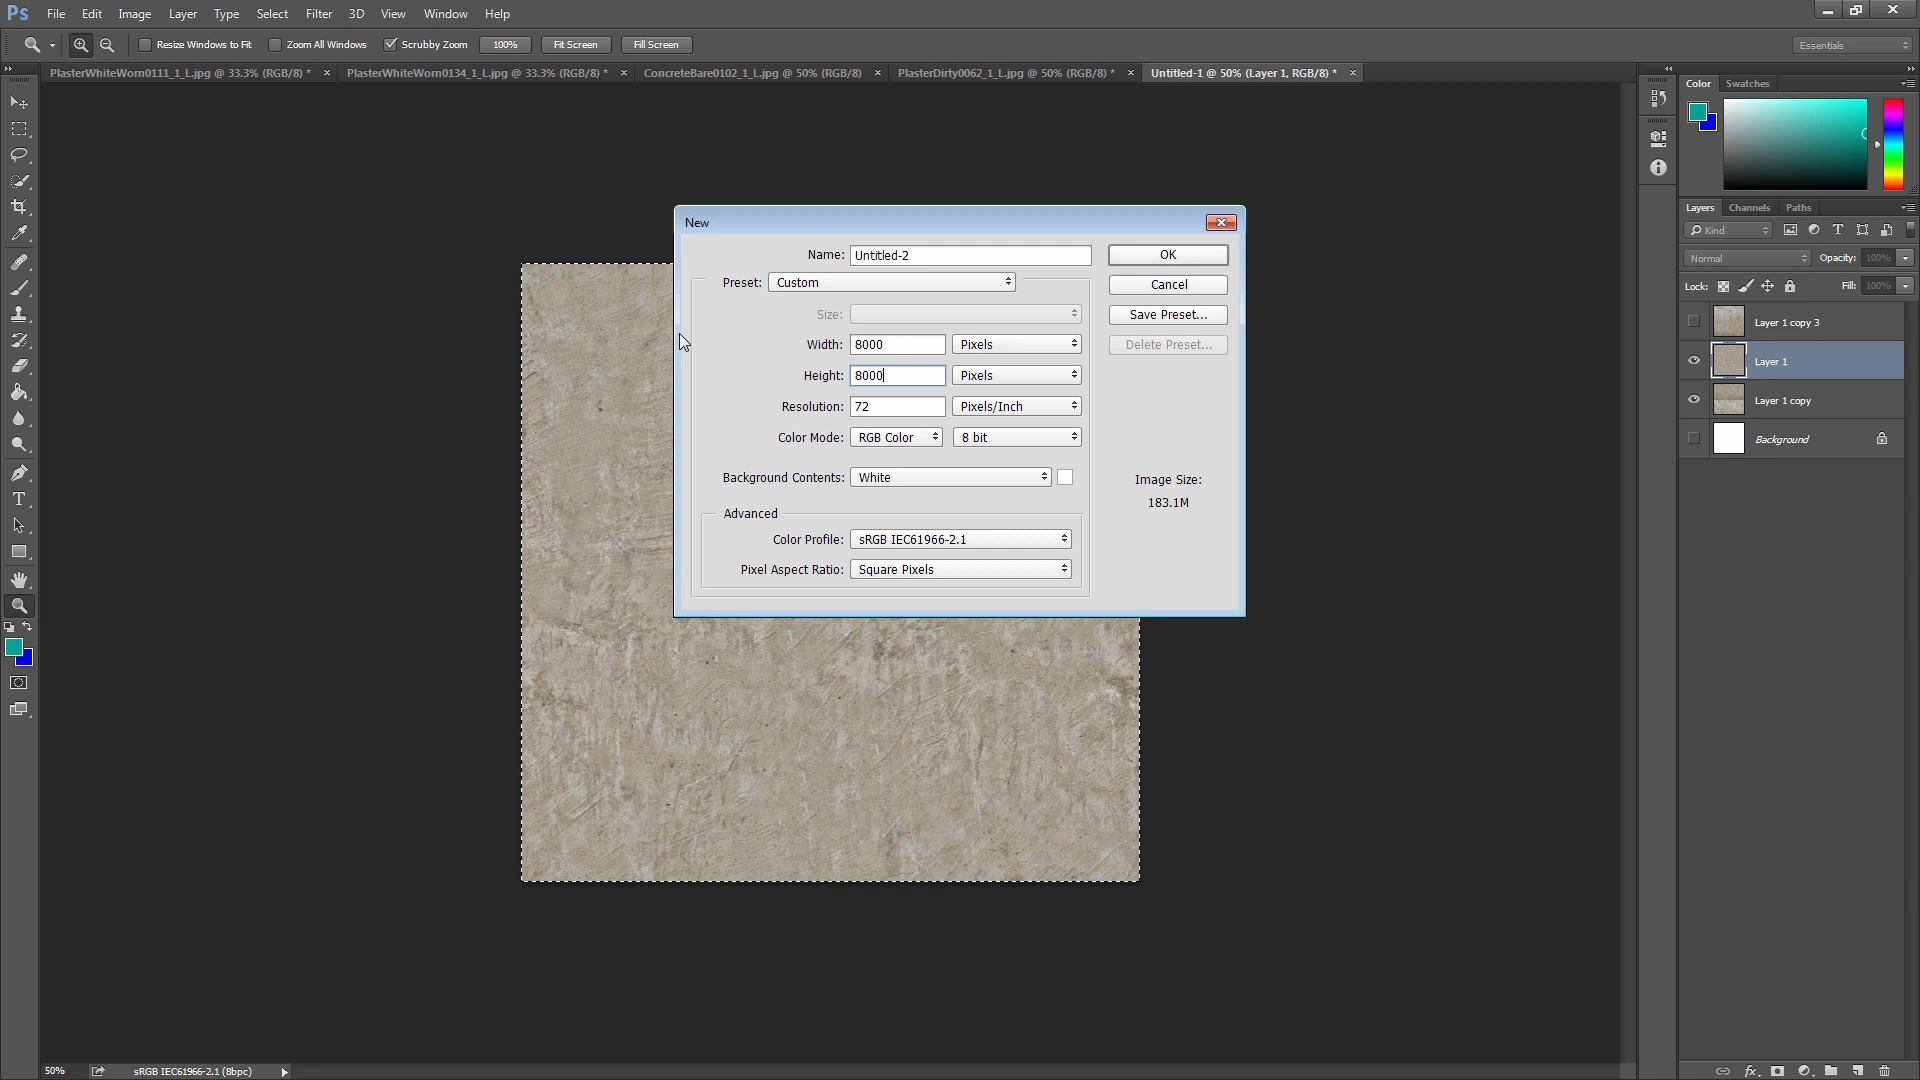 Ps File Edit Image Layer Type Select Filter 3D View Window Help
Resize Windows to Fit Zoom All Windows Scrubby Zoom 100% Fit Screen Fill Screen Essentials
PlasterWhiteWorn0111_1_L.jpg @ 33.3% (RGB/8) * PlasterWhiteWorn0134_1_L.jpg @ 33.3% (RGB/8) * ConcreteBare0102_1_L.jpg @ 50% (RGB/8) PlasterDirty0062_1_L.jpg @ 50% (RGB/8) * Untitled-1 @ 50% (Layer 1, RGB/8) *
Color Swatches
New
Name: Untitled-2 OK
Preset: Custom Cancel
Size: Save Preset...
Width: 8000 Pixels Delete Preset...
Height: 8000 Pixels
Resolution: 72 Pixels/Inch
Color Mode: RGB Color 8 bit
Background Contents: White
Image Size:
183.1M
Advanced
Color Profile: sRGB IEC61966-2.1
Pixel Aspect Ratio: Square Pixels
Layers Channels Paths
Kind T
Normal Opacity: 100%
Lock: Fill: 100%
Layer 1 copy 3
Layer 1
Layer 1 copy
Background
T
50% sRGB IEC61966-2.1 (8bpc)
fx